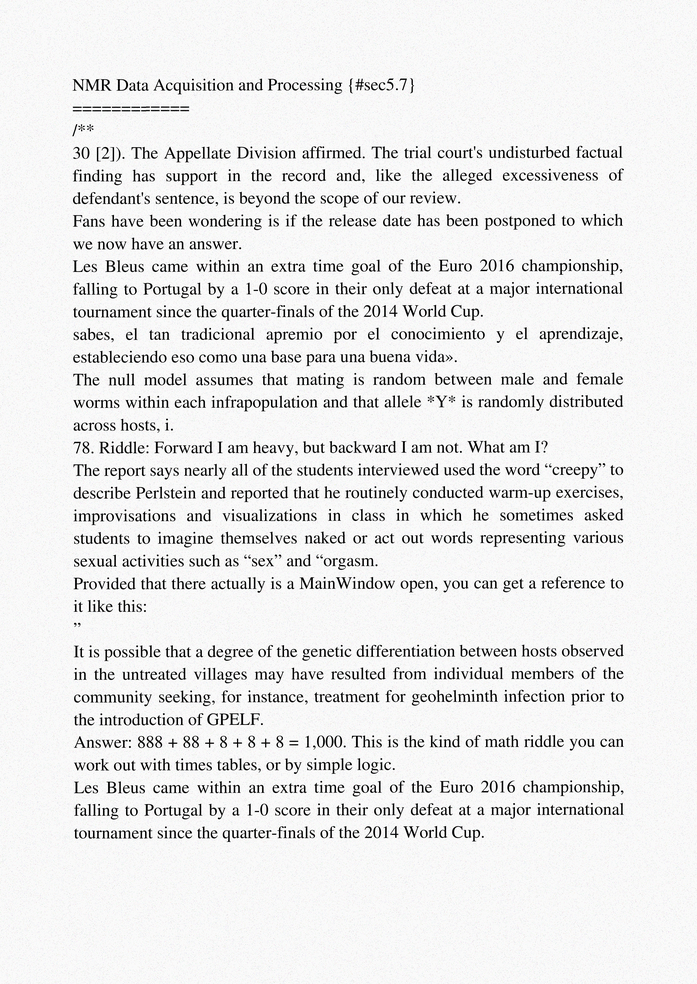 NMR Data Acquisition and Processing {#sec5.7}
============
/**
30 [2]). The Appellate Division affirmed. The trial court's undisturbed factual
finding has support in the record and, like the alleged excessiveness of
defendant's sentence, is beyond the scope of our review.
Fans have been wondering is if the release date has been postponed to which
we now have an answer.
Les Bleus came within an extra time goal of the Euro 2016 championship,
falling to Portugal by a 1-0 score in their only defeat at a major international
tournament since the quarter-finals of the 2014 World Cup.
sabes, el tan tradicional apremio por el conocimiento y el aprendizaje,
estableciendo eso como una base para una buena vida».
The null model assumes that mating is random between male and female
worms within each infrapopulation and that allele *Y* is randomly distributed
across hosts, i.
78. Riddle: Forward I am heavy, but backward I am not. What am I?
The report says nearly all of the students interviewed used the word “creepy” to
describe Perlstein and reported that he routinely conducted warm-up exercises,
improvisations and visualizations in class in which he sometimes asked
students to imagine themselves naked or act out words representing various
sexual activities such as “sex” and “orgasm.
Provided that there actually is a MainWindow open, you can get a reference to
it like this:
”
It is possible that a degree of the genetic differentiation between hosts observed
in the untreated villages may have resulted from individual members of the
community seeking, for instance, treatment for geohelminth infection prior to
the introduction of GPELF.
Answer: 888 + 88 + 8 + 8 + 8 = 1,000. This is the kind of math riddle you can
work out with times tables, or by simple logic.
Les Bleus came within an extra time goal of the Euro 2016 championship,
falling to Portugal by a 1-0 score in their only defeat at a major international
tournament since the quarter-finals of the 2014 World Cup.